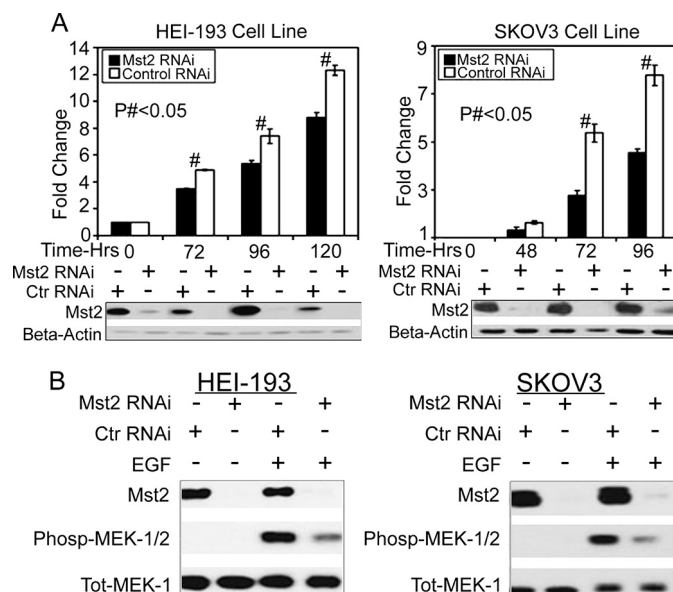 A
HEI-193 Cell Line
Mst2 RNAi
Control RNAi
P#<0.05
Fold Change
14
12
10
8
6
4
2
0
# # #
Time-Hrs 0 72 96 120
Mst2 RNAi - + - + - + - +
Ctr RNAi + - + - + - + -
Mst2
Beta-Actin
SKOV3 Cell Line
Mst2 RNAi
Control RNAi
P#<0.05
Fold Change
9
7
5
3
1
# #
Time-Hrs 0 48 72 96
Mst2 RNAi - + - + - +
Ctr RNAi + - + - + -
Mst2
Beta-Actin
B
HEI-193
Mst2 RNAi - + - +
Ctr RNAi + - + -
EGF - - + +
Mst2
Phosp-MEK-1/2
Tot-MEK-1
SKOV3
Mst2 RNAi - + - +
Ctr RNAi + - + -
EGF - - + +
Mst2
Phosp-MEK-1/2
Tot-MEK-1